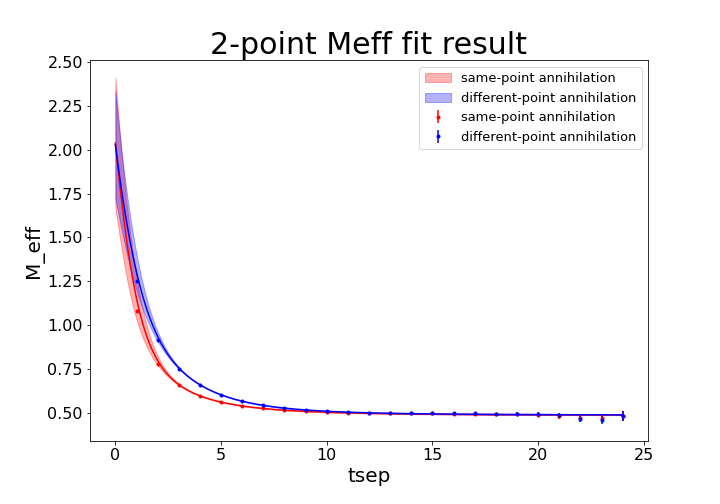 2-point Meff fit result
same-point annihilation
different-point annihilation
same-point annihilation
different-point annihilation
M_eff
2.50
2.25
2.00
1.75
1.50
1.25
1.00
0.75
0.50
0 5 10 15 20 25
tsep